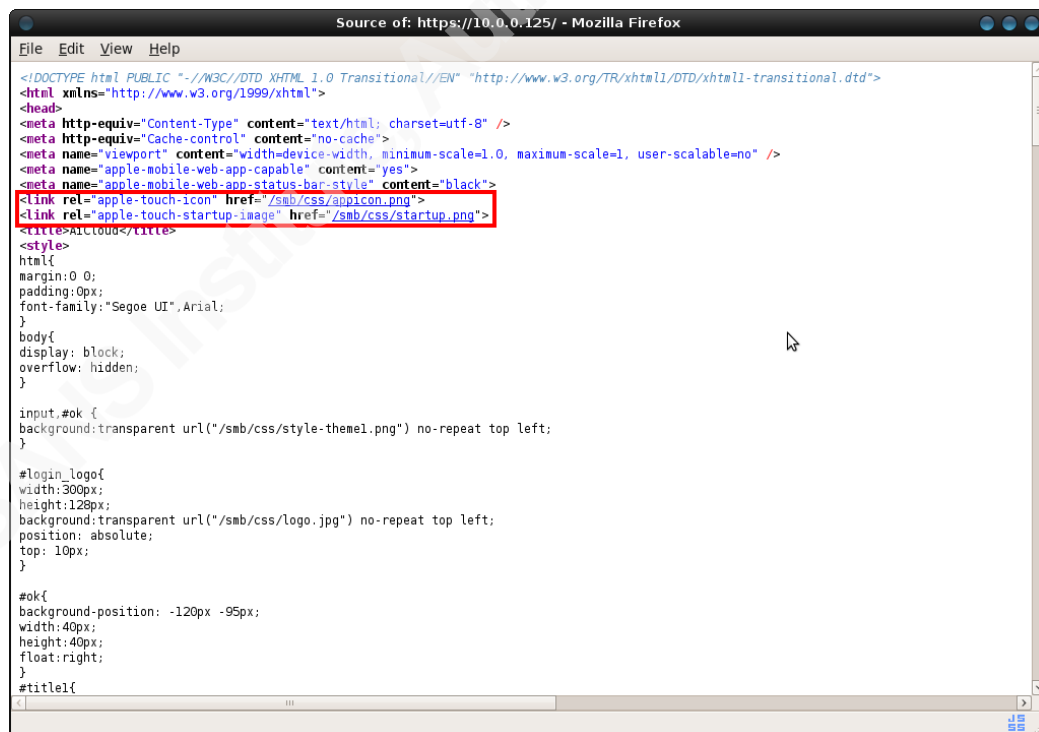 Source of: https://10.0.0.125/ - Mozilla Firefox
File Edit View Help
<!DOCTYPE html PUBLIC "-//W3C//DTD XHTML 1.0 Transitional//EN" "http://www.w3.org/TR/xhtml1/DTD/xhtml1-transitional.dtd">
<html xmlns="http://www.w3.org/1999/xhtml">
<head>
<meta http-equiv="Content-Type" content="text/html; charset=utf-8" />
<meta http-equiv="Cache-control" content="no-cache">
<meta name="viewport" content="width=device-width, minimum-scale=1.0, maximum-scale=1, user-scalable=no" />
<meta name="apple-mobile-web-app-capable" content="yes">
<meta name="apple-mobile-web-app-status-bar-style" content="black">
<link rel="apple-touch-icon" href="/smb/css/appicon.png">
<link rel="apple-touch-startup-image" href="/smb/css/startup.png">
<title>AiCloud</title>
<style>
html{
margin:0 0;
padding:0px;
font-family:"Segoe UI",Arial;
}
body{
display: block;
overflow: hidden;
}
input,#ok {
background:transparent url("/smb/css/style-theme1.png") no-repeat top left;
}
#login_logo{
width:300px;
height:128px;
background:transparent url("/smb/css/logo.jpg") no-repeat top left;
position: absolute;
top: 10px;
}
#ok{
background-position: -120px -95px;
width:40px;
height:40px;
float:right;
}
#title1{